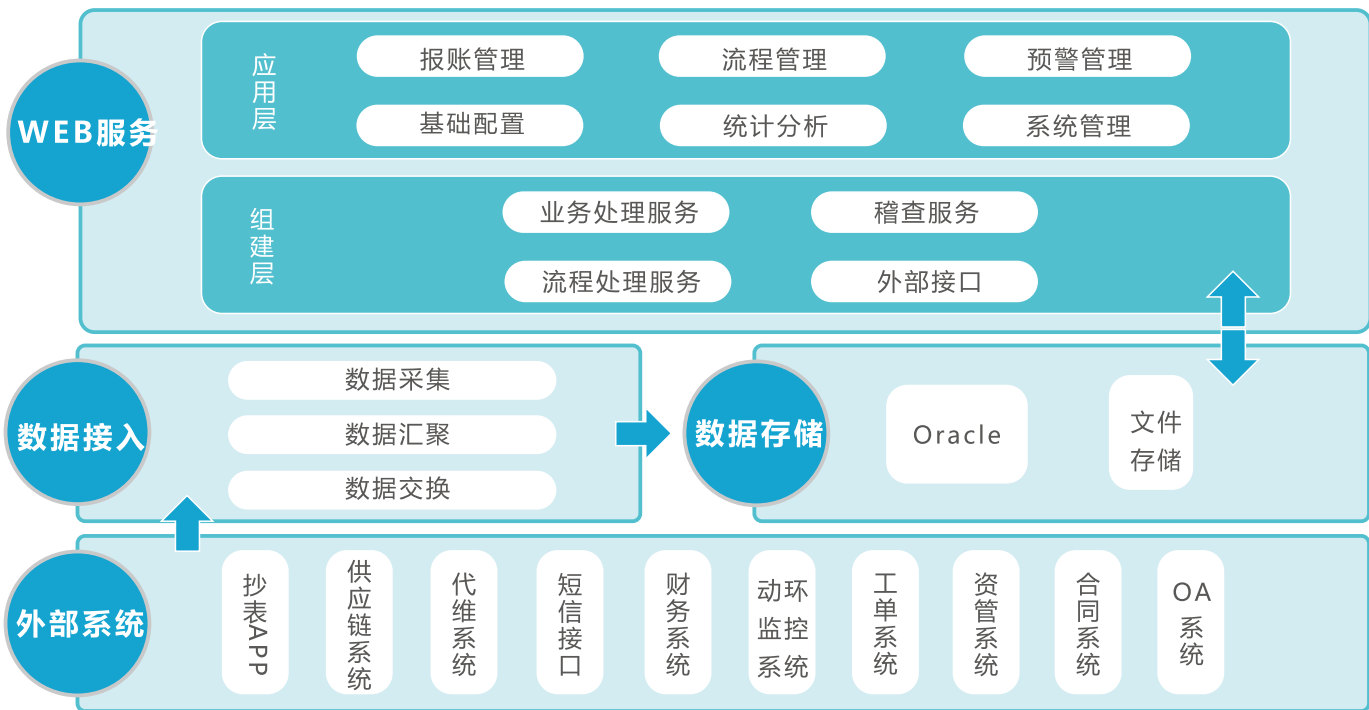 WEB服务
应用层
报账管理
流程管理
预警管理
基础配置
统计分析
系统管理
组建层
业务处理服务
稽查服务
流程处理服务
外部接口
数据接入
数据采集
数据汇聚
数据交换
数据存储
Oracle
文件
存储
外部系统
抄表APP
供应链系统
代维系统
短信接口
财务系统
动环
监控
系统
工单系统
资管系统
合同系统
OA
系统